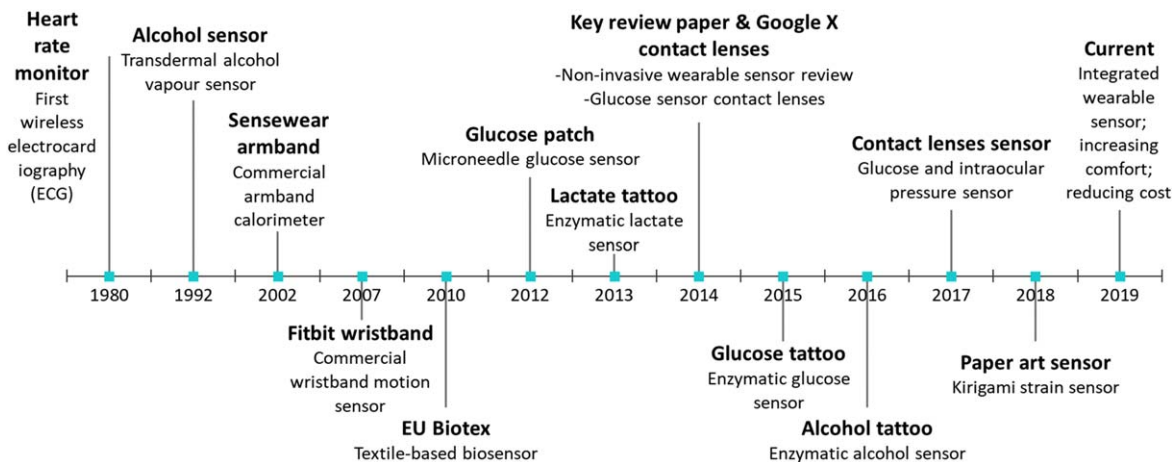 Heart
rate
monitor
First
wireless
electrocard
iography
(ECG)
Alcohol sensor
Transdermal alcohol
vapour sensor
Sensewear
armband
Commercial
armband
calorimeter
Glucose patch
Microneedle glucose sensor
Lactate tattoo
Enzymatic lactate
sensor
Key review paper & Google X
contact lenses
-Non-invasive wearable sensor review
-Glucose sensor contact lenses
Contact lenses sensor
Glucose and intraocular
pressure sensor
Current
Integrated
wearable
sensor;
increasing
comfort;
reducing cost
1980 1992 2002 2007 2010 2012 2013 2014 2015 2016 2017 2018 2019
Fitbit wristband
Commercial
wristband motion
sensor
EU Biotex
Textile-based biosensor
Glucose tattoo
Enzymatic glucose
sensor
Alcohol tattoo
Enzymatic alcohol sensor
Paper art sensor
Kirigami strain sensor